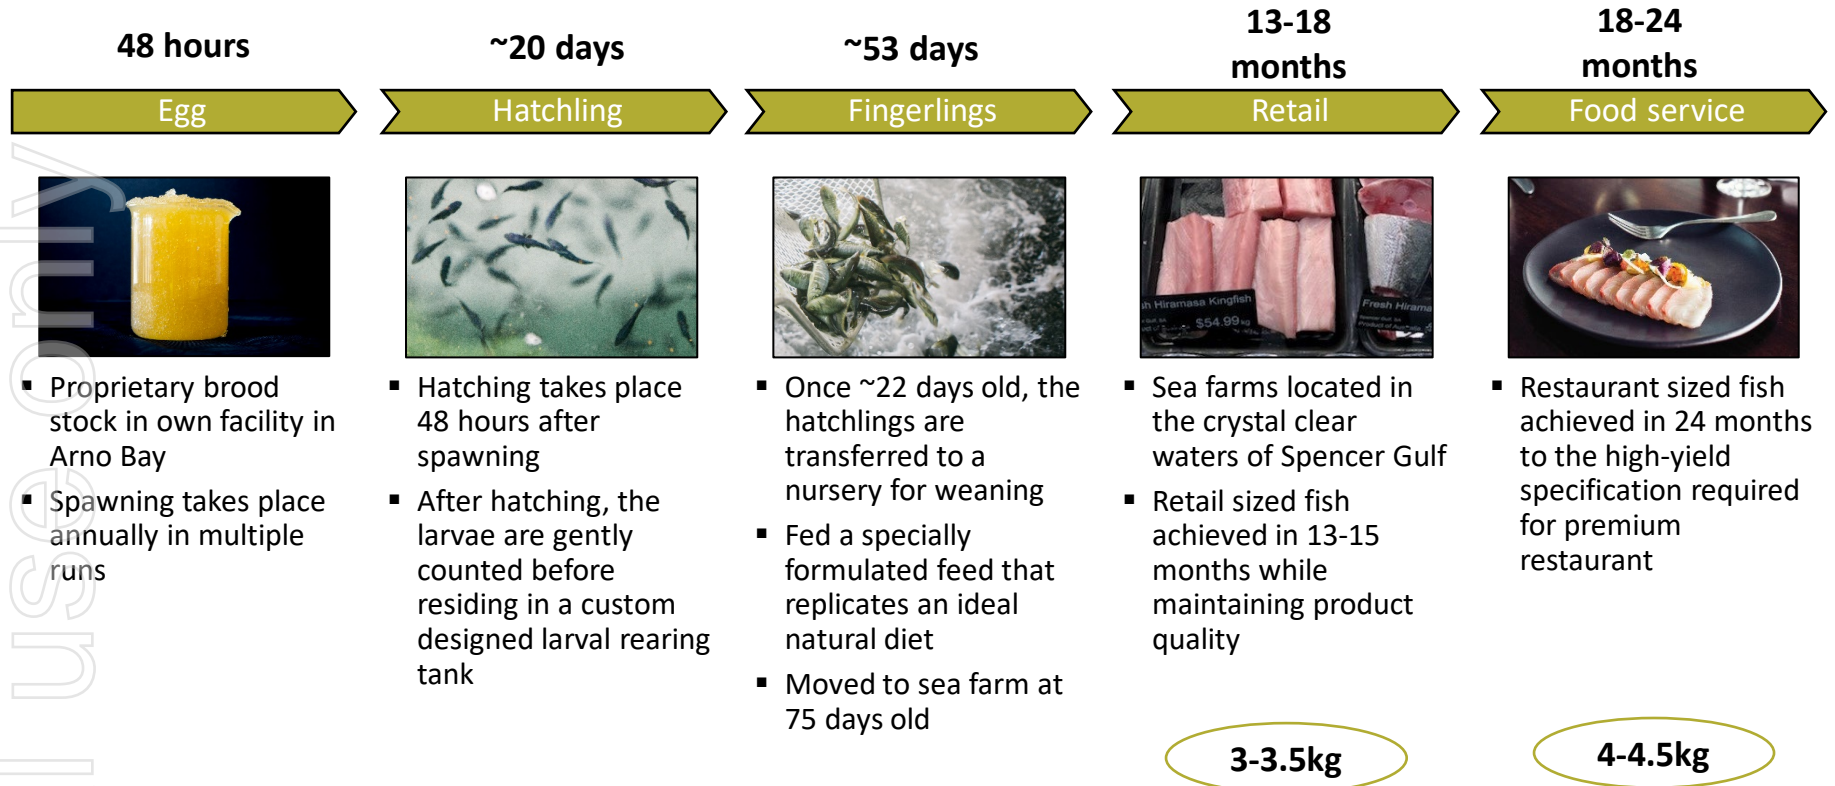 48 hours
Egg
Proprietary brood
stock in own facility in
Arno Bay
Spawning takes place
annually in multiple
runs
~20 days
Hatchling
Hatching takes place
48 hours after
spawning
After hatching, the
larvae are gently
counted before
residing in a custom
designed larval rearing
tank
~53 days
Fingerlings
Once ~22 days old, the
hatchlings are
transferred to a
nursery for weaning
Fed a specially
formulated feed that
replicates an ideal
natural diet
Moved to sea farm at
75 days old
13-18
months
Retail
Hiramasa Kingfish
$54.99 kg
Fresh
Product of
Sea farms located in
the crystal clear
waters of Spencer Gulf
Retail sized fish
achieved in 13-15
months while
maintaining product
quality
3-3.5kg
18-24
months
Food service
Restaurant sized fish
achieved in 24 months
to the high-yield
specification required
for premium
restaurant
4-4.5kg
use only